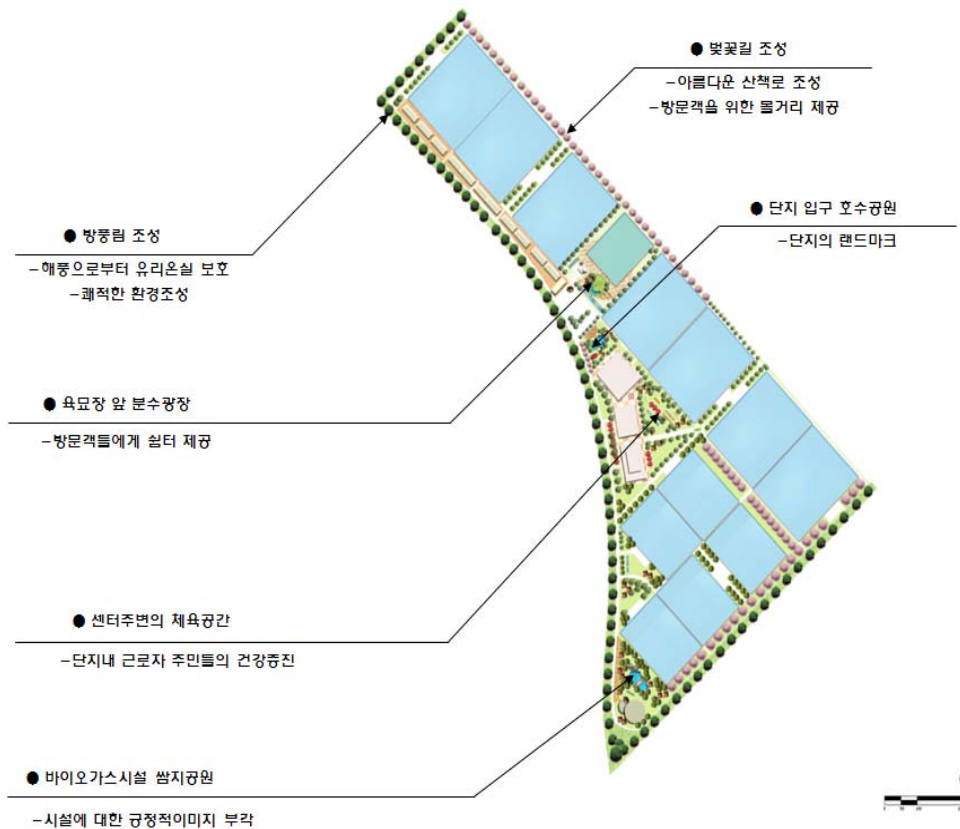 ● 벚꽃길 조성
-아름다운 산책로 조성
-방문객을 위한 볼거리 제공
● 단지 입구 호수공원
-단지의 랜드마크
● 방풍림 조성
-해풍으로부터 유리온실 보호
-쾌적한 환경조성
● 육묘장 앞 분수광장
-방문객들에게 쉼터 제공
● 센터주변의 체육공간
-단지내 근로자 주민들의 건강증진
● 바이오가스시설 쌈지공원
-시설에 대한 긍정적이미지 부각